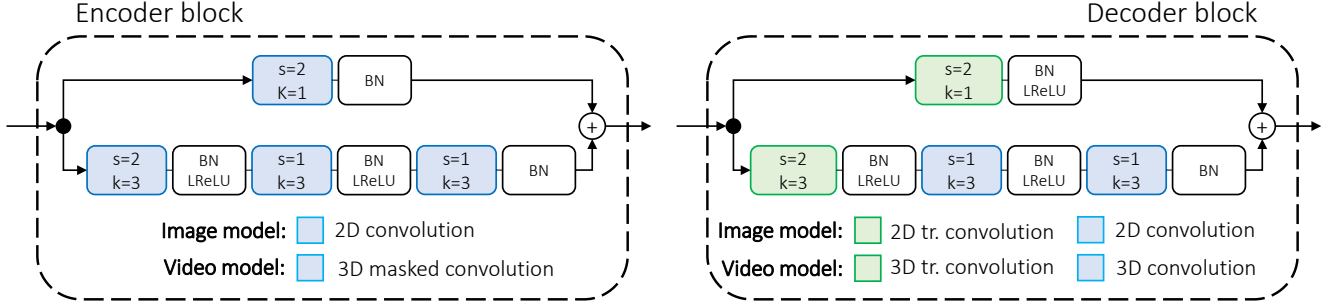 Encoder block
s=2
K=1
BN
s=2
k=3
BN
LReLU
s=1
k=3
BN
LReLU
s=1
k=3
BN
+
Image model: 2D convolution
Video model: 3D masked convolution
Decoder block
s=2
k=1
BN
LReLU
s=2
k=3
BN
LReLU
s=1
k=3
BN
LReLU
s=1
k=3
BN
+
Image model: 2D tr. convolution 2D convolution
Video model: 3D tr. convolution 3D convolution